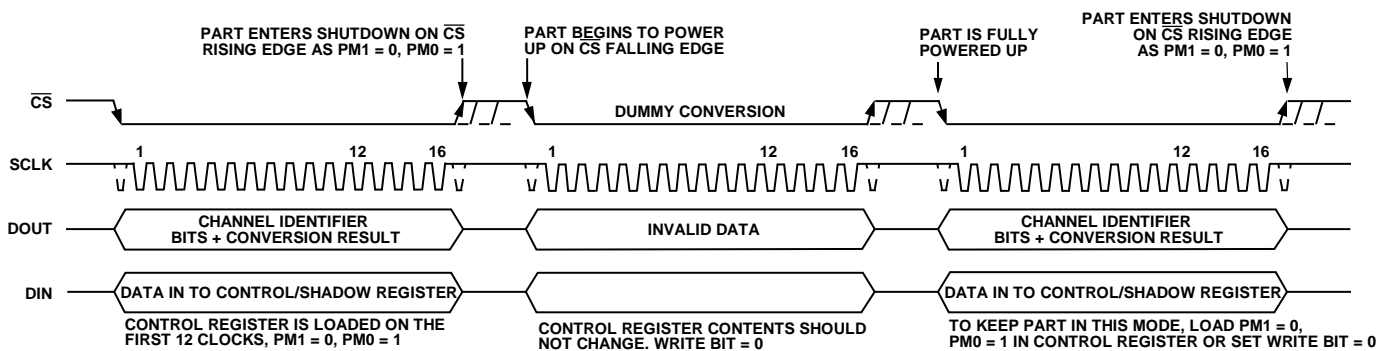 PART ENTERS SHUTDOWN ON CS
RISING EDGE AS PM1 = 0, PM0 = 1
PART BEGINS TO POWER
UP ON CS FALLING EDGE
PART IS FULLY
POWERED UP
PART ENTERS SHUTDOWN
ON CS RISING EDGE
AS PM1 = 0, PM0 = 1
CS
DUMMY CONVERSION
SCLK
1 12 16
1 12 16
1 12 16
DOUT
CHANNEL IDENTIFIER
BITS + CONVERSION RESULT
INVALID DATA
CHANNEL IDENTIFIER
BITS + CONVERSION RESULT
DIN
DATA IN TO CONTROL/SHADOW REGISTER
DATA IN TO CONTROL/SHADOW REGISTER
CONTROL REGISTER IS LOADED ON THE
FIRST 12 CLOCKS, PM1 = 0, PM0 = 1
CONTROL REGISTER CONTENTS SHOULD
NOT CHANGE, WRITE BIT = 0
TO KEEP PART IN THIS MODE, LOAD PM1 = 0,
PM0 = 1 IN CONTROL REGISTER OR SET WRITE BIT = 0